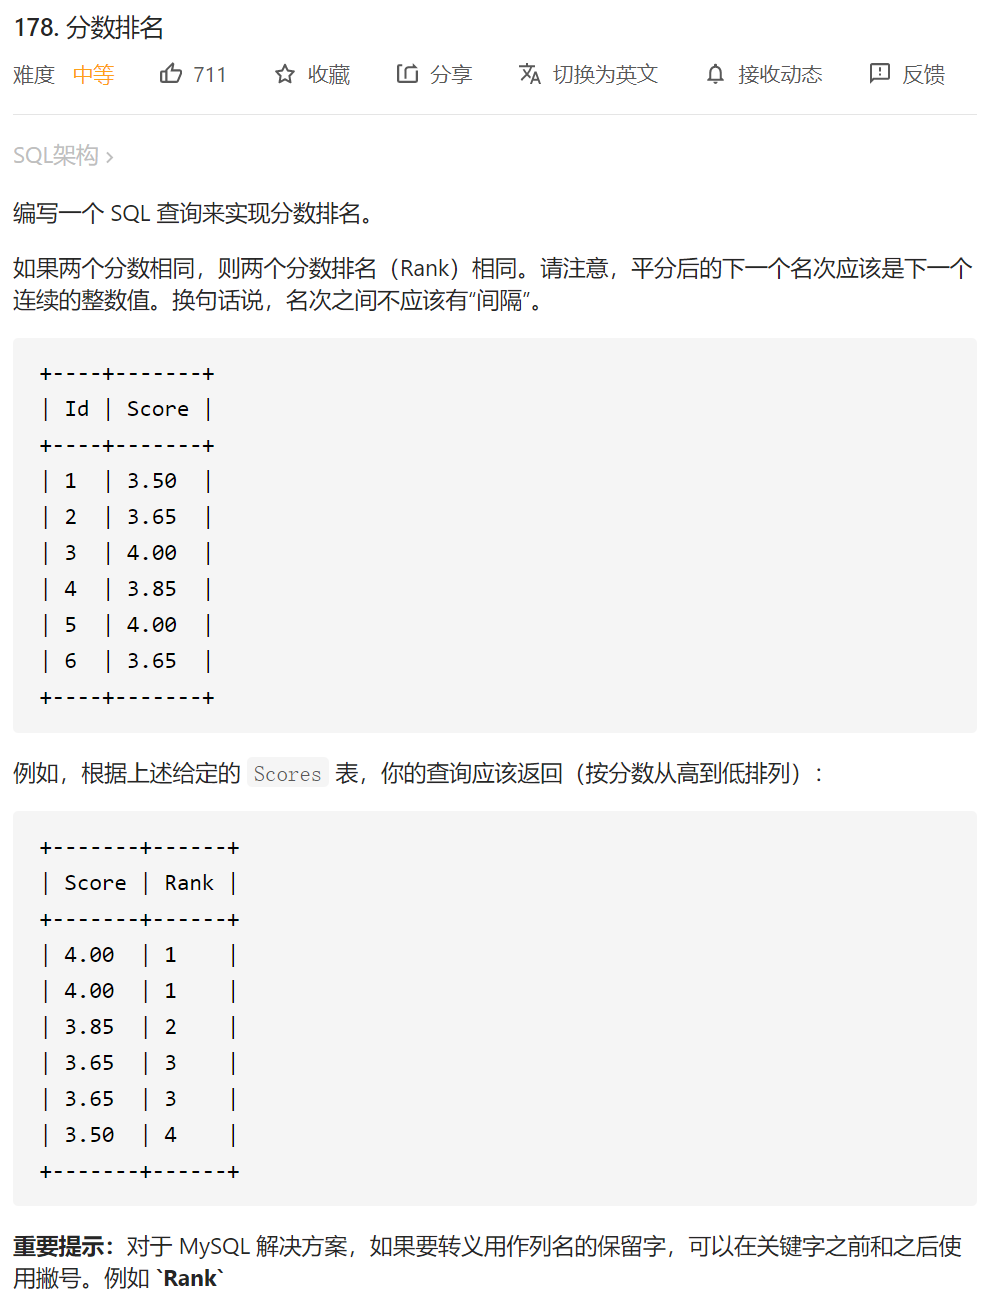 178. 分数排名
难度 中等 711 收藏 分享 切换为英文 接收动态 反馈
SQL架构 ›
编写一个 SQL 查询来实现分数排名。
如果两个分数相同，则两个分数排名（Rank）相同。请注意，平分后的下一个名次应该是下一个
连续的整数值。换句话说，名次之间不应该有“间隔”。
+----+-------+
| Id | Score |
+----+-------+
| 1  | 3.50  |
| 2  | 3.65  |
| 3  | 4.00  |
| 4  | 3.85  |
| 5  | 4.00  |
| 6  | 3.65  |
+----+-------+
例如，根据上述给定的 Scores 表，你的查询应该返回（按分数从高到低排列）：
+-------+------+
| Score | Rank |
+-------+------+
| 4.00  | 1    |
| 4.00  | 1    |
| 3.85  | 2    |
| 3.65  | 3    |
| 3.65  | 3    |
| 3.50  | 4    |
+-------+------+
重要提示：对于 MySQL 解决方案，如果要转义用作列名的保留字，可以在关键字之前和之后使
用撇号。例如 `Rank`